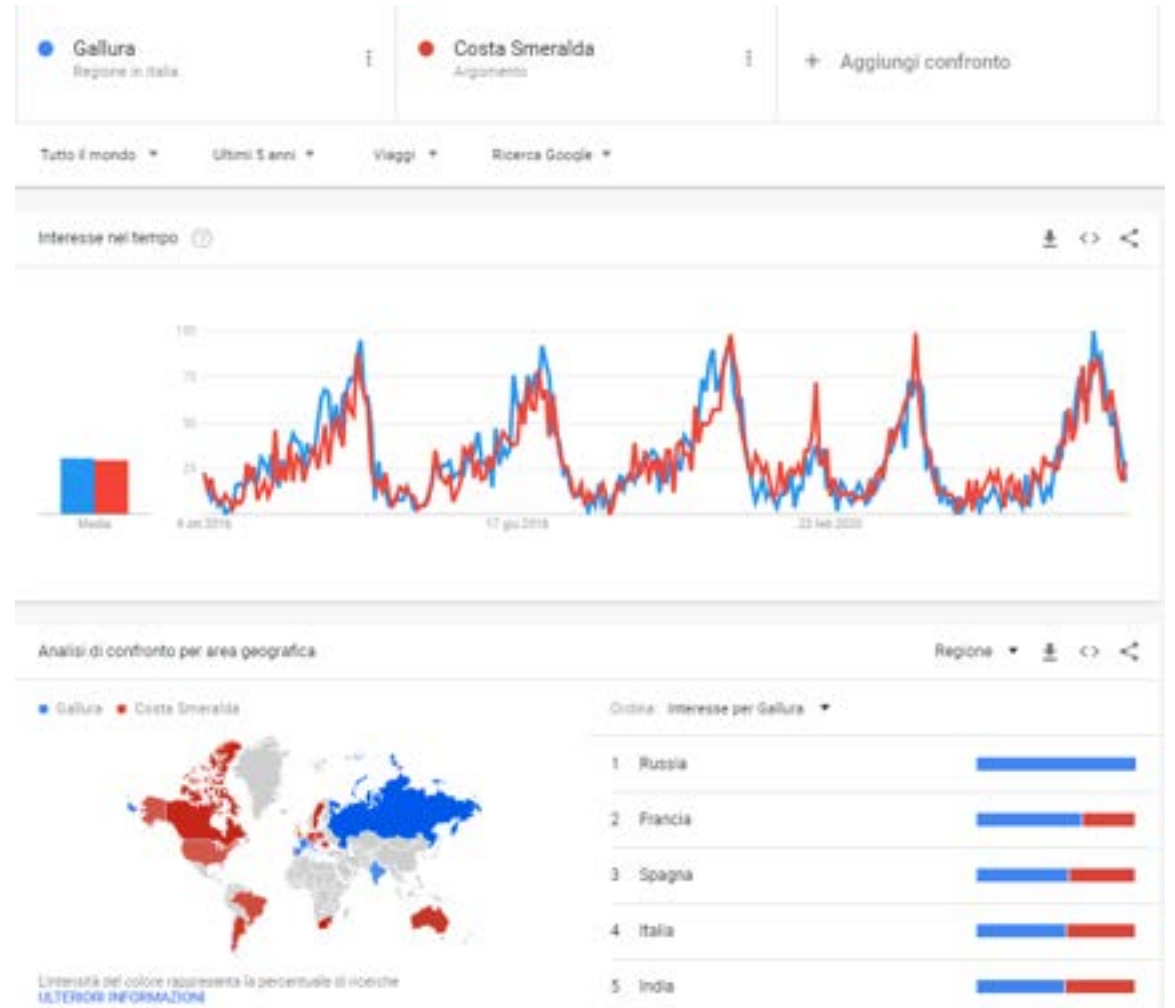 Gallura
Regione in Italia
Costa Smeralda
Argomento
+ Aggiungi confronto
Tutto il mondo
Ultimi 5 anni
Viaggi
Ricerca Google
Interesse nel tempo
100
75
50
25
Media
17 giu 2018
23 feb 2020
Analisi di confronto per area geografica
Regione
Gallura Costa Smeralda
Ordina: Interesse per Gallura
1 Russia
2 Francia
3 Spagna
4 Italia
5 India
L'intensità del colore rappresenta la percentuale di ricerche
ULTERIORI INFORMAZIONI